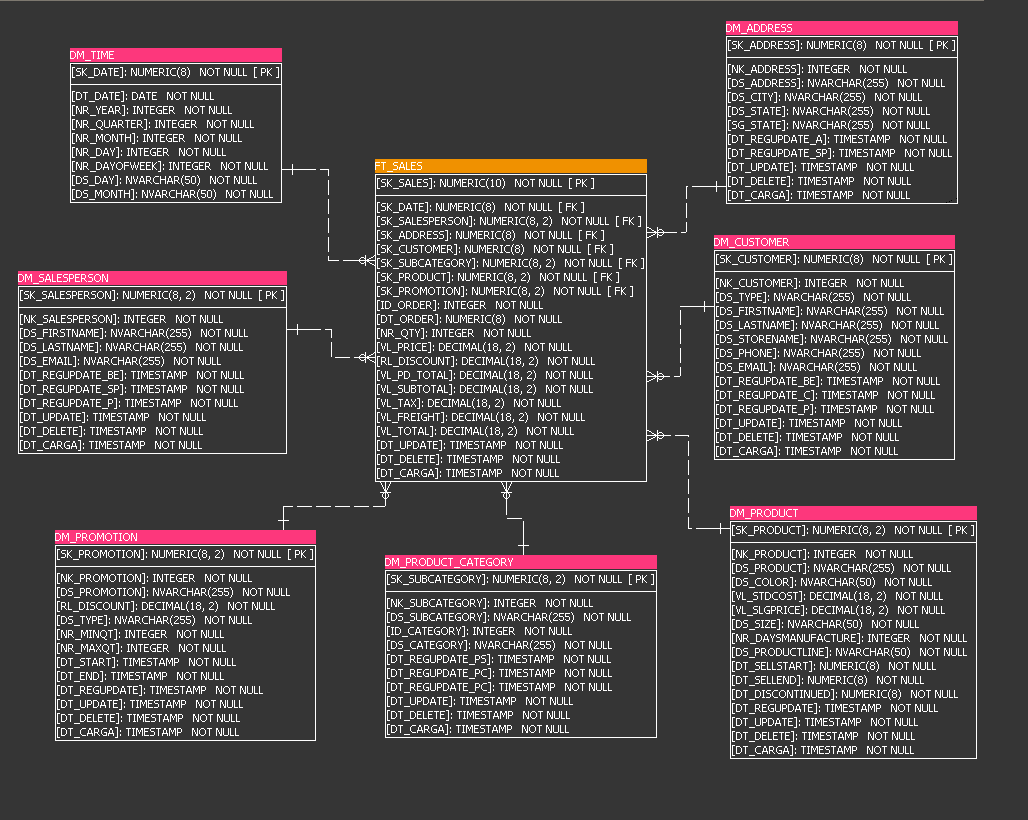 DM_TIME
[SK_DATE]: NUMERIC(8) NOT NULL [ PK ]
[DT_DATE]: DATE NOT NULL
[NR_YEAR]: INTEGER NOT NULL
[NR_QUARTER]: INTEGER NOT NULL
[NR_MONTH]: INTEGER NOT NULL
[NR_DAY]: INTEGER NOT NULL
[NR_DAYOFWEEK]: INTEGER NOT NULL
[DS_DAY]: NVARCHAR(50) NOT NULL
[DS_MONTH]: NVARCHAR(50) NOT NULL
DM_ADDRESS
[SK_ADDRESS]: NUMERIC(8) NOT NULL [ PK ]
[NK_ADDRESS]: INTEGER NOT NULL
[DS_ADDRESS]: NVARCHAR(255) NOT NULL
[DS_CITY]: NVARCHAR(255) NOT NULL
[DS_STATE]: NVARCHAR(255) NOT NULL
[SG_STATE]: NVARCHAR(255) NOT NULL
[DT_REGUPDATE_A]: TIMESTAMP NOT NULL
[DT_REGUPDATE_SP]: TIMESTAMP NOT NULL
[DT_UPDATE]: TIMESTAMP NOT NULL
[DT_DELETE]: TIMESTAMP NOT NULL
[DT_CARGA]: TIMESTAMP NOT NULL
FT_SALES
[SK_SALES]: NUMERIC(10) NOT NULL [ PK ]
[SK_DATE]: NUMERIC(8) NOT NULL [ FK ]
[SK_SALESPERSON]: NUMERIC(8, 2) NOT NULL [ FK ]
[SK_ADDRESS]: NUMERIC(8) NOT NULL [ FK ]
[SK_CUSTOMER]: NUMERIC(8) NOT NULL [ FK ]
[SK_SUBCATEGORY]: NUMERIC(8, 2) NOT NULL [ FK ]
[SK_PRODUCT]: NUMERIC(8, 2) NOT NULL [ FK ]
[SK_PROMOTION]: NUMERIC(8, 2) NOT NULL [ FK ]
[ID_ORDER]: INTEGER NOT NULL
[DT_ORDER]: NUMERIC(8) NOT NULL
[NR_QTY]: INTEGER NOT NULL
[VL_PRICE]: DECIMAL(18, 2) NOT NULL
[RL_DISCOUNT]: DECIMAL(18, 2) NOT NULL
[VL_PD_TOTAL]: DECIMAL(18, 2) NOT NULL
[VL_SUBTOTAL]: DECIMAL(18, 2) NOT NULL
[VL_TAX]: DECIMAL(18, 2) NOT NULL
[VL_FREIGHT]: DECIMAL(18, 2) NOT NULL
[VL_TOTAL]: DECIMAL(18, 2) NOT NULL
[DT_UPDATE]: TIMESTAMP NOT NULL
[DT_DELETE]: TIMESTAMP NOT NULL
[DT_CARGA]: TIMESTAMP NOT NULL
DM_CUSTOMER
[SK_CUSTOMER]: NUMERIC(8) NOT NULL [ PK ]
[NK_CUSTOMER]: INTEGER NOT NULL
[DS_TYPE]: NVARCHAR(255) NOT NULL
[DS_FIRSTNAME]: NVARCHAR(255) NOT NULL
[DS_LASTNAME]: NVARCHAR(255) NOT NULL
[DS_STORENAME]: NVARCHAR(255) NOT NULL
[DS_PHONE]: NVARCHAR(255) NOT NULL
[DS_EMAIL]: NVARCHAR(255) NOT NULL
[DT_REGUPDATE_BE]: TIMESTAMP NOT NULL
[DT_REGUPDATE_C]: TIMESTAMP NOT NULL
[DT_REGUPDATE_P]: TIMESTAMP NOT NULL
[DT_UPDATE]: TIMESTAMP NOT NULL
[DT_DELETE]: TIMESTAMP NOT NULL
[DT_CARGA]: TIMESTAMP NOT NULL
DM_SALESPERSON
[SK_SALESPERSON]: NUMERIC(8, 2) NOT NULL [ PK ]
[NK_SALESPERSON]: INTEGER NOT NULL
[DS_FIRSTNAME]: NVARCHAR(255) NOT NULL
[DS_LASTNAME]: NVARCHAR(255) NOT NULL
[DS_EMAIL]: NVARCHAR(255) NOT NULL
[DT_REGUPDATE_BE]: TIMESTAMP NOT NULL
[DT_REGUPDATE_SP]: TIMESTAMP NOT NULL
[DT_REGUPDATE_P]: TIMESTAMP NOT NULL
[DT_UPDATE]: TIMESTAMP NOT NULL
[DT_DELETE]: TIMESTAMP NOT NULL
[DT_CARGA]: TIMESTAMP NOT NULL
DM_PROMOTION
[SK_PROMOTION]: NUMERIC(8, 2) NOT NULL [ PK ]
[NK_PROMOTION]: INTEGER NOT NULL
[DS_PROMOTION]: NVARCHAR(255) NOT NULL
[RL_DISCOUNT]: DECIMAL(18, 2) NOT NULL
[DS_TYPE]: NVARCHAR(255) NOT NULL
[NR_MINQT]: INTEGER NOT NULL
[NR_MAXQT]: INTEGER NOT NULL
[DT_START]: TIMESTAMP NOT NULL
[DT_END]: TIMESTAMP NOT NULL
[DT_REGUPDATE]: TIMESTAMP NOT NULL
[DT_UPDATE]: TIMESTAMP NOT NULL
[DT_DELETE]: TIMESTAMP NOT NULL
[DT_CARGA]: TIMESTAMP NOT NULL
DM_PRODUCT_CATEGORY
[SK_SUBCATEGORY]: NUMERIC(8, 2) NOT NULL [ PK ]
[NK_SUBCATEGORY]: INTEGER NOT NULL
[DS_SUBCATEGORY]: NVARCHAR(255) NOT NULL
[ID_CATEGORY]: INTEGER NOT NULL
[DS_CATEGORY]: NVARCHAR(255) NOT NULL
[DT_REGUPDATE_PS]: TIMESTAMP NOT NULL
[DT_REGUPDATE_PC]: TIMESTAMP NOT NULL
[DT_REGUPDATE_PC]: TIMESTAMP NOT NULL
[DT_UPDATE]: TIMESTAMP NOT NULL
[DT_DELETE]: TIMESTAMP NOT NULL
[DT_CARGA]: TIMESTAMP NOT NULL
DM_PRODUCT
[SK_PRODUCT]: NUMERIC(8, 2) NOT NULL [ PK ]
[NK_PRODUCT]: INTEGER NOT NULL
[DS_PRODUCT]: NVARCHAR(255) NOT NULL
[DS_COLOR]: NVARCHAR(50) NOT NULL
[VL_STDCOST]: DECIMAL(18, 2) NOT NULL
[VL_SLGPRICE]: DECIMAL(18, 2) NOT NULL
[DS_SIZE]: NVARCHAR(50) NOT NULL
[NR_DAYSMANUFACTURE]: INTEGER NOT NULL
[DS_PRODUCTLINE]: NVARCHAR(50) NOT NULL
[DT_SELLSTART]: NUMERIC(8) NOT NULL
[DT_SELLEND]: NUMERIC(8) NOT NULL
[DT_DISCONTINUED]: NUMERIC(8) NOT NULL
[DT_REGUPDATE]: TIMESTAMP NOT NULL
[DT_UPDATE]: TIMESTAMP NOT NULL
[DT_DELETE]: TIMESTAMP NOT NULL
[DT_CARGA]: TIMESTAMP NOT NULL